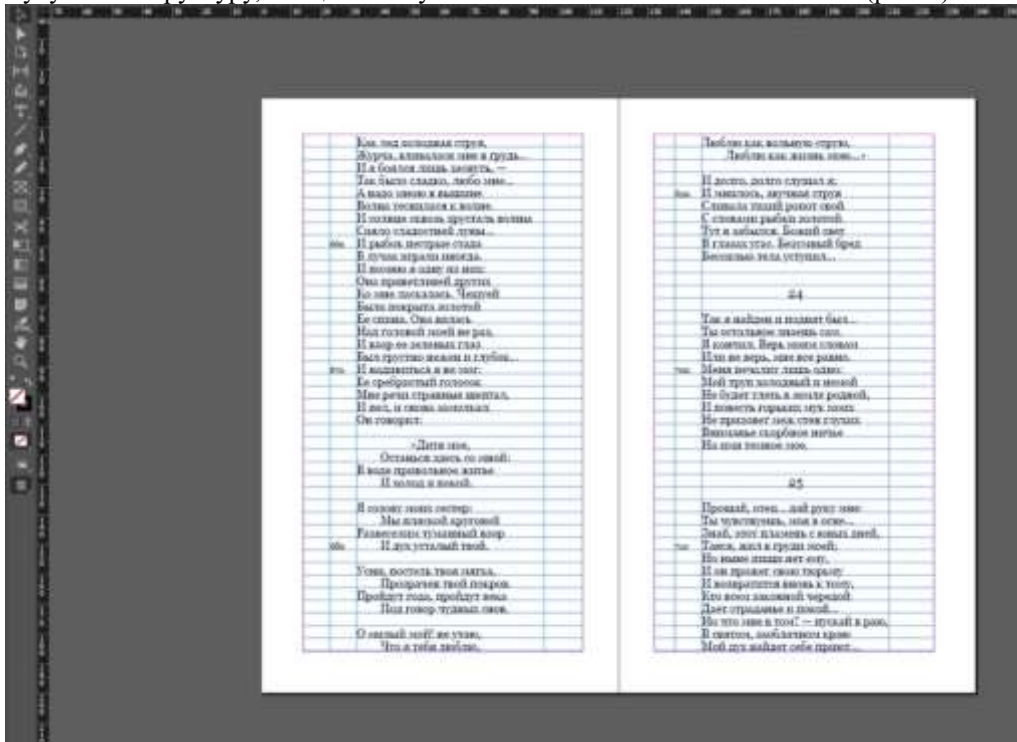 Как лед холодная струя,
Журча, вливалася мне в грудь...
И я боялся лишь заснуть, —
Так было сладко, любо мне...
А надо мною в вышине
Волна теснилася к волне.
И солнце сквозь хрусталь волны
Сияло сладостней луны...
660 И рыбок пестрые стада
В лучах играли иногда.
И помню я одну из них:
Она приветливей других
Ко мне ласкалась. Чешуей
Была покрыта золотой
Ее спина. Она вилась
Над головой моей не раз,
И взор ее зеленых глаз
Был грустно нежен и глубок...
670 И надивиться я не мог:
Ее сребристый голосок
Мне речи странные шептал,
И пел, и снова замолкал.
Он говорил:
«Дитя мое,
Останься здесь со мной:
В воде привольное житье
И холод и покой.
Я созову моих сестер:
Мы пляской круговой
Развеселим туманный взор
680 И дух усталый твой.
Усни, постель твоя мягка,
Прозрачен твой покров.
Пройдут года, пройдут века
Под говор чудных снов.
О милый мой! не утаю,
Что я тебя люблю,
Люблю как вольную струю,
Люблю как жизнь мою...»
И долго, долго слушал я;
690 И мнилось, звучная струя
Сливала тихий ропот свой
С словами рыбки золотой.
Тут я забылся. Божий свет
В глазах угас. Безумный бред
Бессилью тела уступил...
24
Так я найден и поднят был...
Ты остальное знаешь сам.
Я кончил. Верь моим словам
Или не верь, мне все равно.
700 Меня печалит лишь одно:
Мой труп холодный и немой
Не будет тлеть в земле родной,
И повесть горьких мук моих
Не призовет меж стен глухих
Вниманье скорбное ничье
На имя темное мое.
25
Прощай, отец... дай руку мне:
Ты чувствуешь, моя в огне...
Знай, этот пламень с юных дней,
710 Таяся, жил в груди моей;
Но ныне пищи нет ему,
И он прожег свою тюрьму
И возвратится вновь к тому,
Кто всем законной чередой
Дает страданье и покой...
Но что мне в том? — пускай в раю,
В святом, заоблачном краю
Мой дух найдет себе приют...